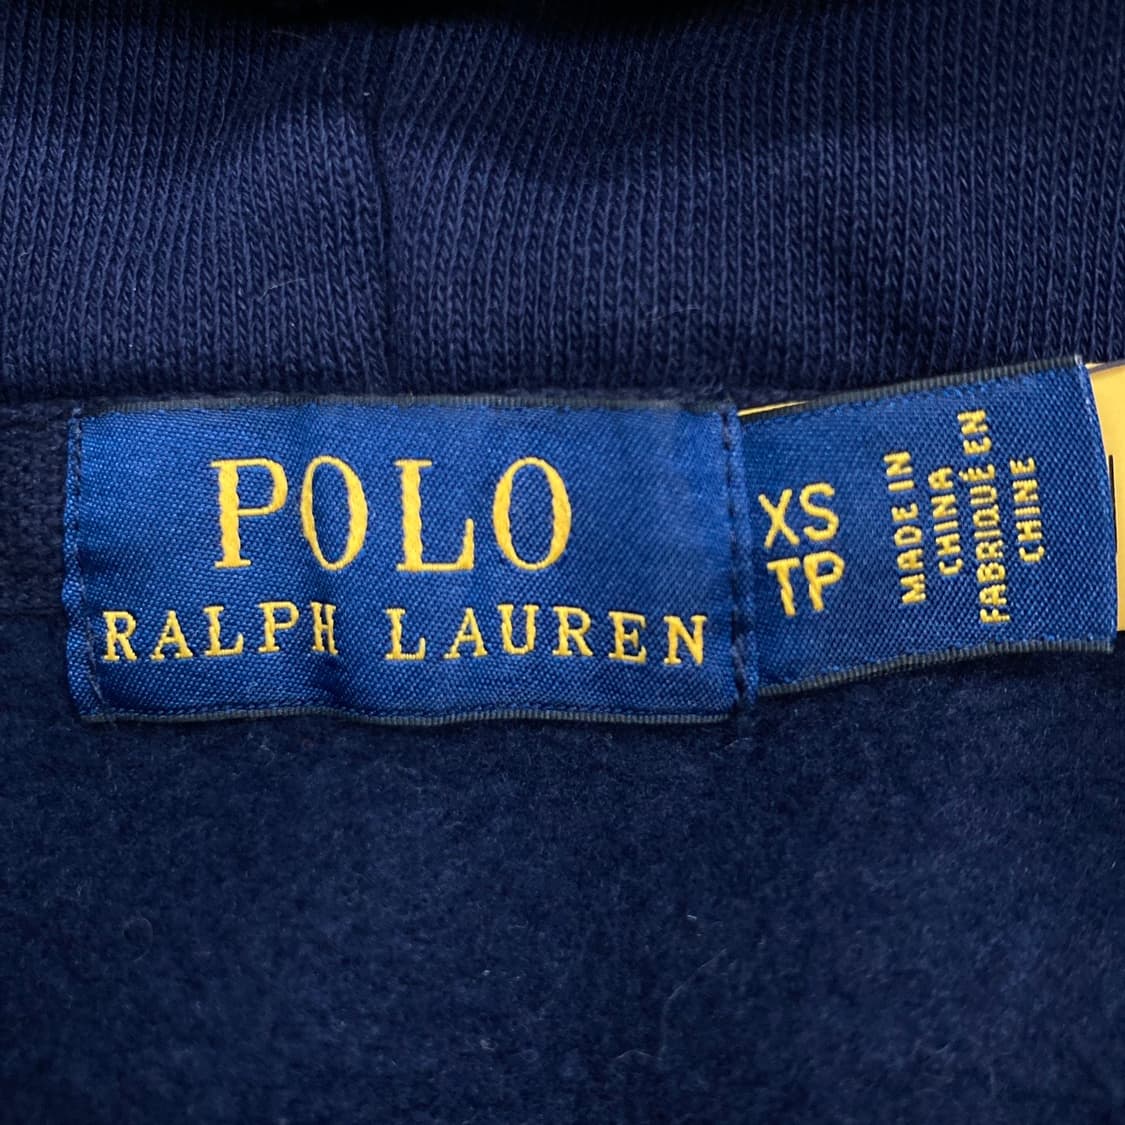 POLO
RALPH LAUREN
XS
TP
MADE IN
CHINA
FABRIQUÉ EN
CHINE